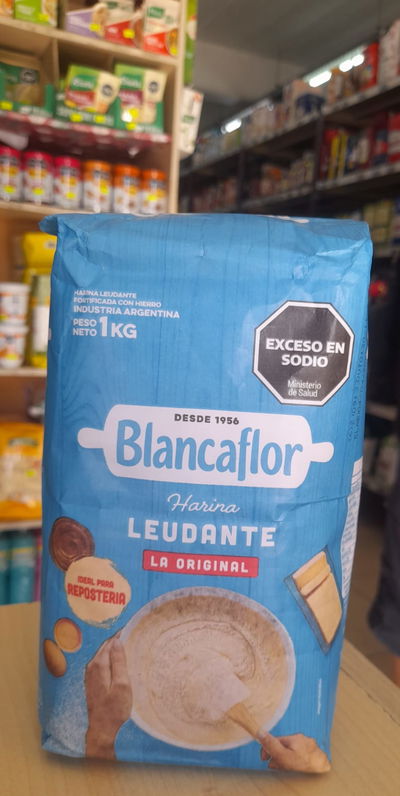 HARINA LEUDANTE
FORTIFICADA CON HIERRO
INDUSTRIA ARGENTINA
PESO
NETO 1KG
EXCESO EN
SODIO
Ministerio
de Salud
DESDE 1956
Blancaflor
Harina
LEUDANTE
LA ORIGINAL
IDEAL PARA
REPOSTERIA